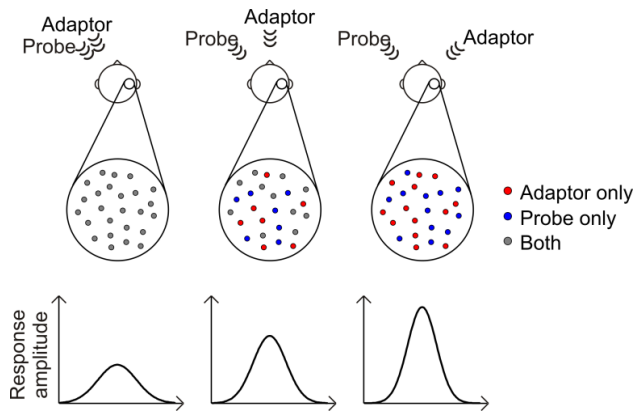 Adaptor
Probe
Adaptor
Probe
Probe
Adaptor
Adaptor only
Probe only
Both
Response
amplitude